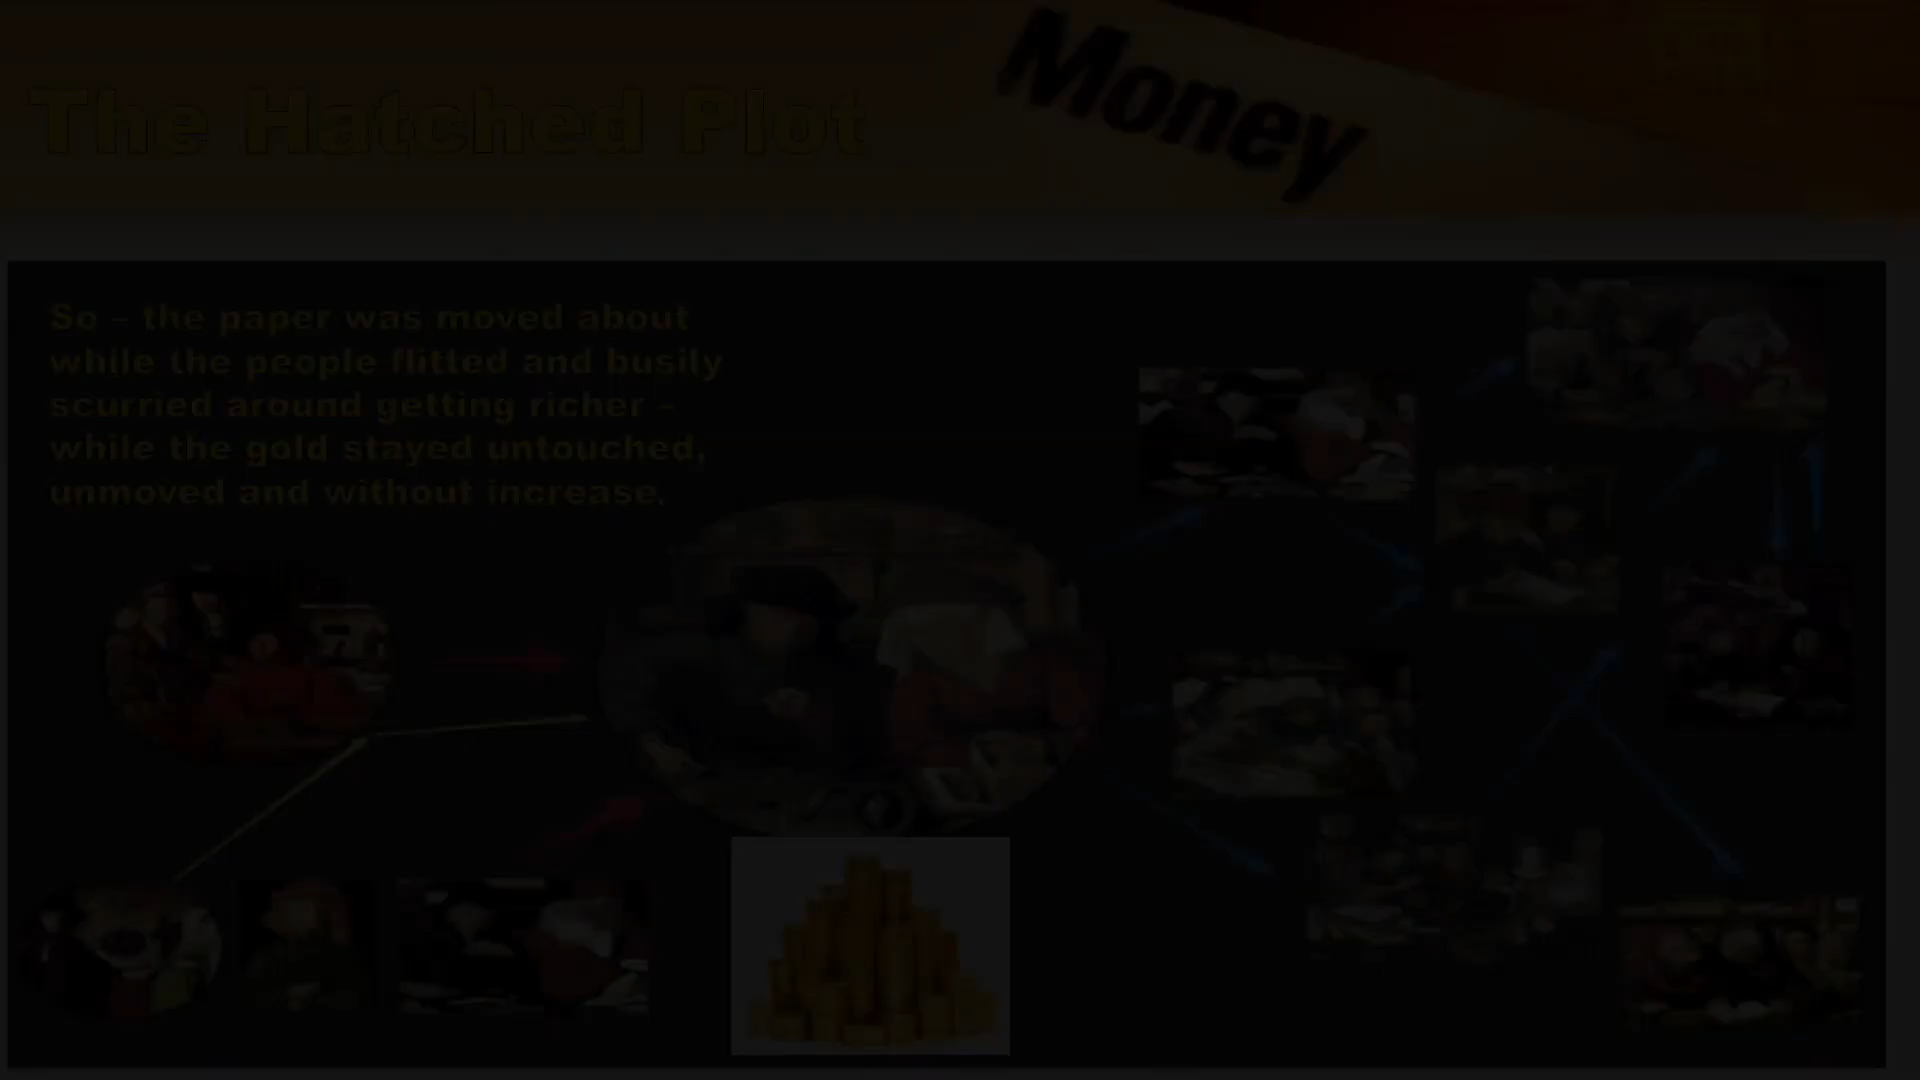 The Hatched Plot
Money
So – the paper was moved about
while the people flitted and busily
scurried around getting richer –
while the gold stayed untouched,
unmoved and without increase.